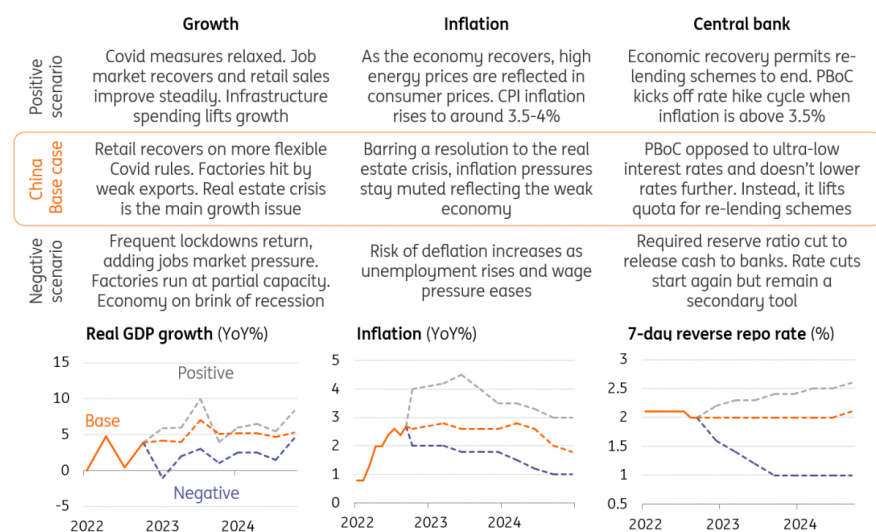 Growth
Inflation
Central bank
Positive
scenario
Covid measures relaxed. Job
market recovers and retail sales
improve steadily. Infrastructure
spending lifts growth
As the economy recovers, high
energy prices are reflected in
consumer prices. CPI inflation
rises to around 3.5-4%
Economic recovery permits re-
lending schemes to end. PBoC
kicks off rate hike cycle when
inflation is above 3.5%
China
Base case
Retail recovers on more flexible
Covid rules. Factories hit by
weak exports. Real estate crisis
is the main growth issue
Barring a resolution to the real
estate crisis, inflation pressures
stay muted reflecting the weak
economy
PBoC opposed to ultra-low
interest rates and doesn't lower
rates further. Instead, it lifts
quota for re-lending schemes
Negative
scenario
Frequent lockdowns return,
adding jobs market pressure.
Factories run at partial capacity.
Economy on brink of recession
Risk of deflation increases as
unemployment rises and wage
pressure eases
Required reserve ratio cut to
release cash to banks. Rate cuts
start again but remain a
secondary tool
Real GDP growth (YoY%)
15
10
5
0
-5
Positive
Base
Negative
2022 2023 2024
Inflation (YoY%)
5
4
3
2
1
0
2022 2023 2024
7-day reverse repo rate (%)
3
2.5
2
1.5
1
0.5
2022 2023 2024